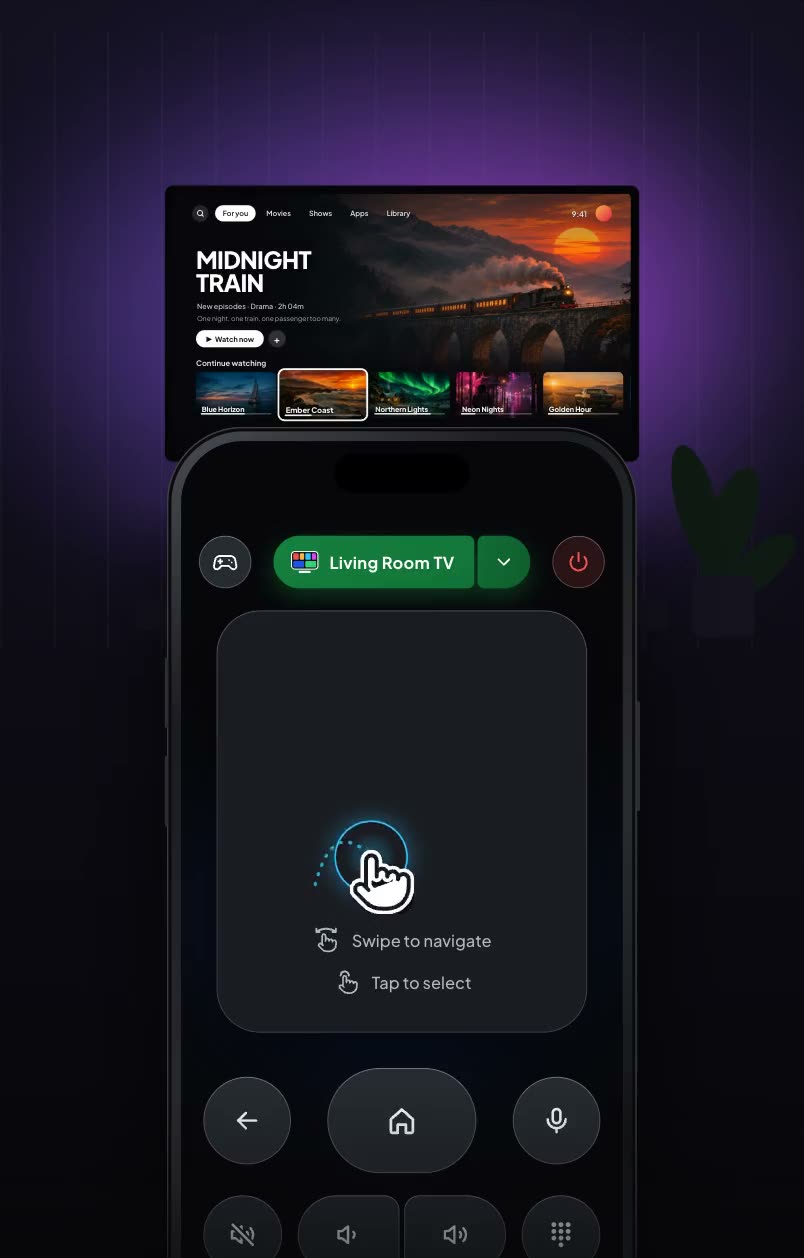 For you Movies Shows Apps Library 9:41
MIDNIGHT
TRAIN
New episodes · Drama · 2h 04m
One night. one train. one passenger too many.
Watch now
Continue watching
Blue Horizon Ember Coast Northern Lights Neon Nights Golden Hour
Living Room TV
Swipe to navigate
Tap to select